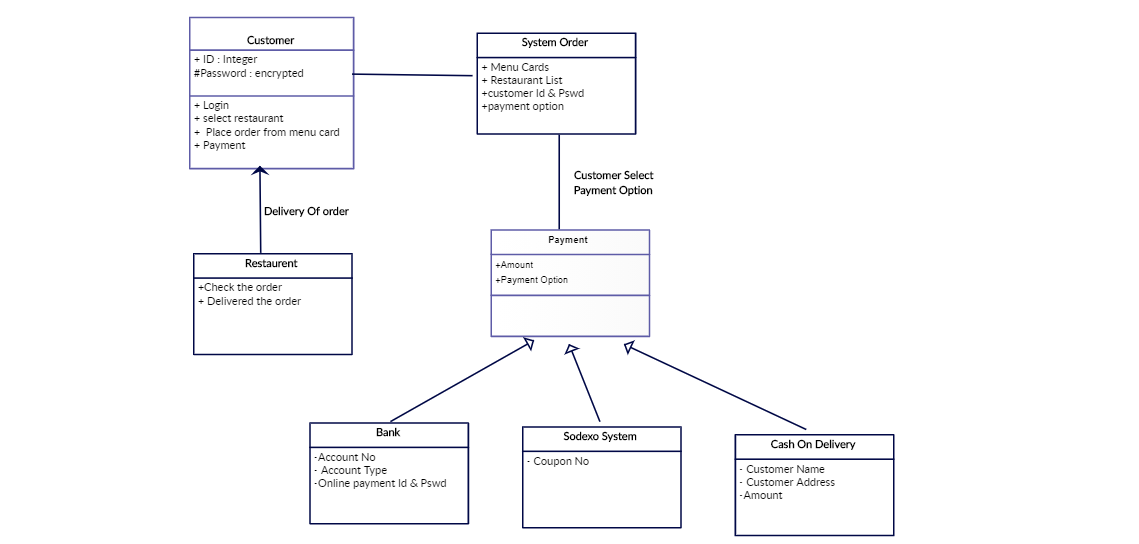 Customer
+ ID : Integer
#Password : encrypted
+ Login
+ select restaurant
+  Place order from menu card
+ Payment
System Order
+ Menu Cards
+ Restaurant List
+customer Id & Pswd
+payment option
Customer Select
Payment Option
Delivery Of order
Restaurent
+Check the order
+ Delivered the order
Payment
+Amount
+Payment Option
Bank
-Account No
- Account Type
-Online payment Id & Pswd
Sodexo System
- Coupon No
Cash On Delivery
- Customer Name
- Customer Address
-Amount